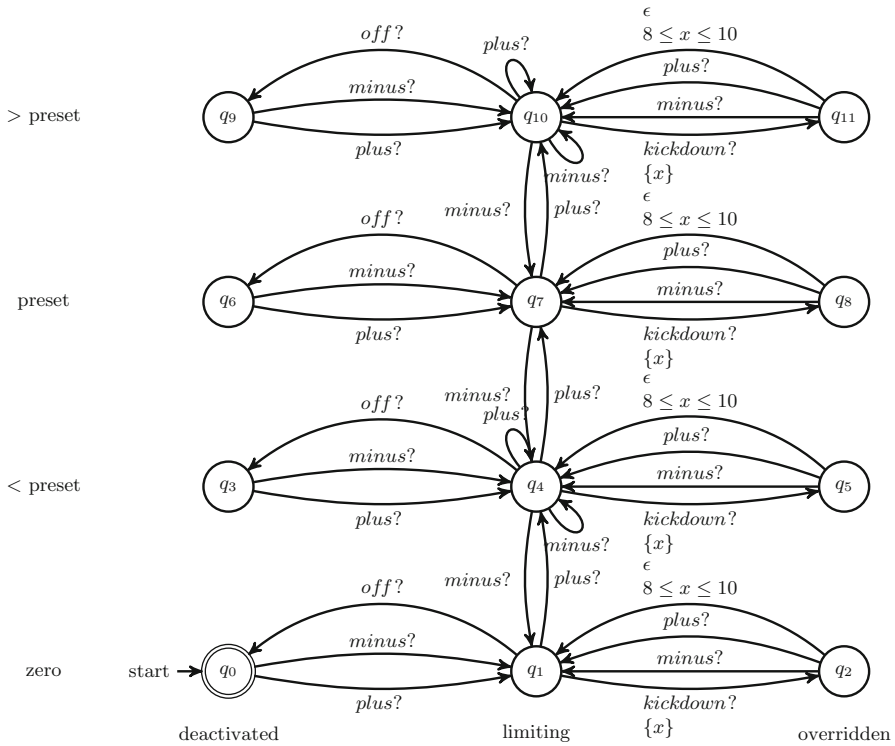 ϵ
8 ≤ x ≤ 10
off?
plus?
plus?
minus?
minus?
> preset
q9
q10
q11
plus?
kickdown?
minus?
{x}
ϵ
8 ≤ x ≤ 10
off?
minus?
plus?
plus?
minus?
minus?
preset
q6
q7
q8
plus?
kickdown?
{x}
ϵ
minus?
plus?
8 ≤ x ≤ 10
off?
plus?
plus?
minus?
minus?
< preset
q3
q4
q5
plus?
kickdown?
minus?
{x}
ϵ
minus?
plus?
8 ≤ x ≤ 10
off?
plus?
minus?
minus?
zero
start
q0
q1
q2
plus?
kickdown?
{x}
deactivated
limiting
overridden